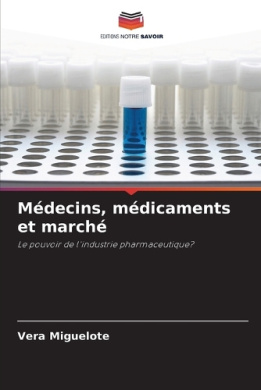 EDITIONS NOTRE SAVOIR
Médecins, médicaments
et marché
Le pouvoir de l'industrie pharmaceutique?
Vera Miguelote